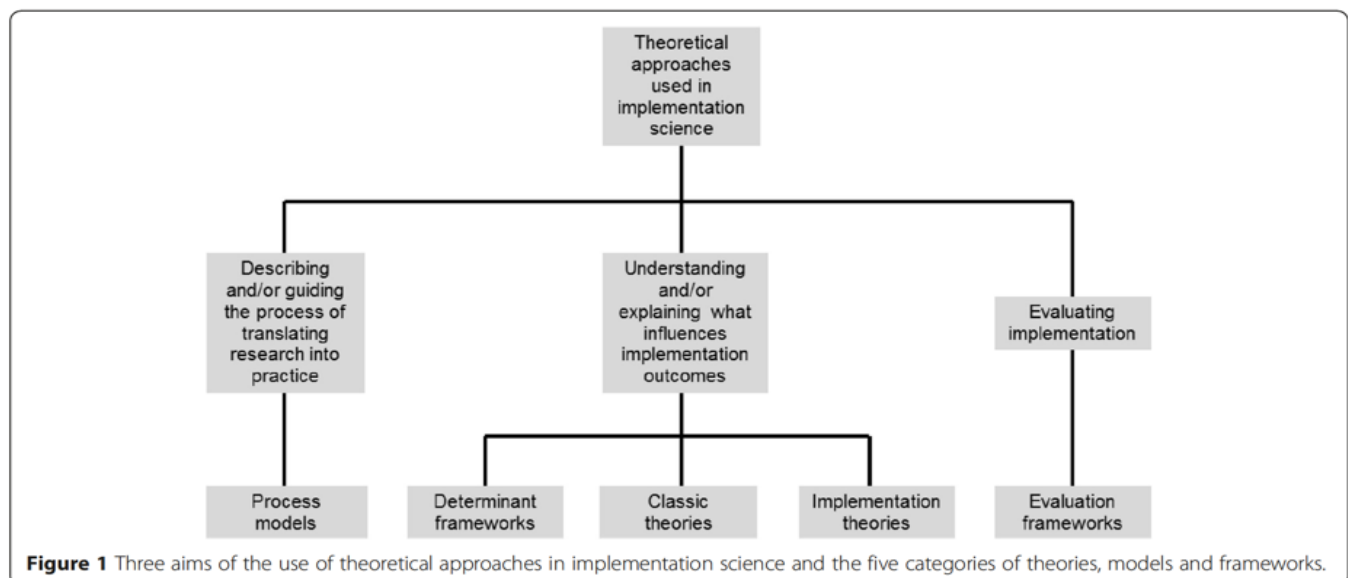 Theoretical
approaches
used in
implementation
science
Describing
and/or guiding
the process of
translating
research into
practice
Understanding
and/or
explaining what
influences
implementation
outcomes
Evaluating
implementation
Process
models
Determinant
frameworks
Classic
theories
Implementation
theories
Evaluation
frameworks
Figure 1 Three aims of the use of theoretical approaches in implementation science and the five categories of theories, models and frameworks.